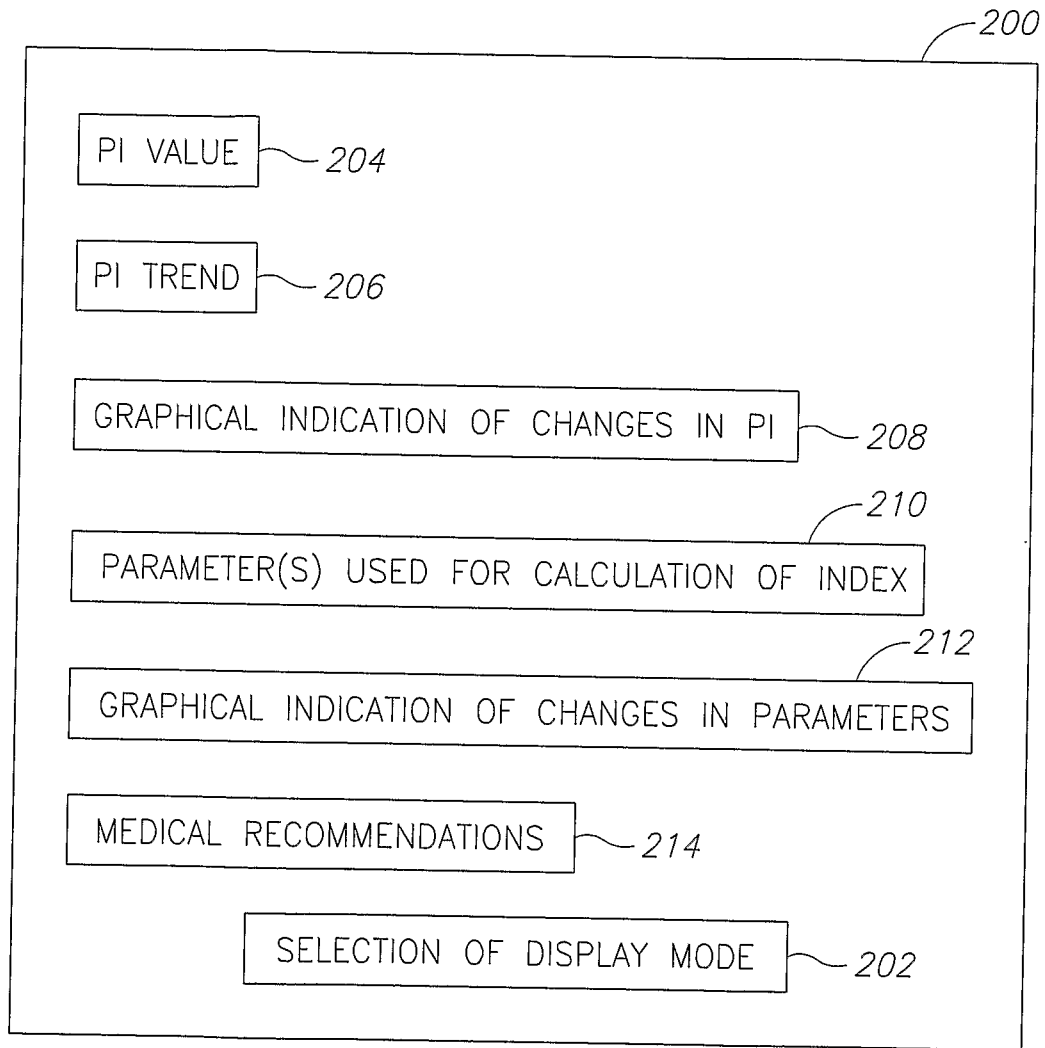 200
PI VALUE 204
PI TREND 206
GRAPHICAL INDICATION OF CHANGES IN PI 208
210
PARAMETER(S) USED FOR CALCULATION OF INDEX
212
GRAPHICAL INDICATION OF CHANGES IN PARAMETERS
MEDICAL RECOMMENDATIONS 214
SELECTION OF DISPLAY MODE 202